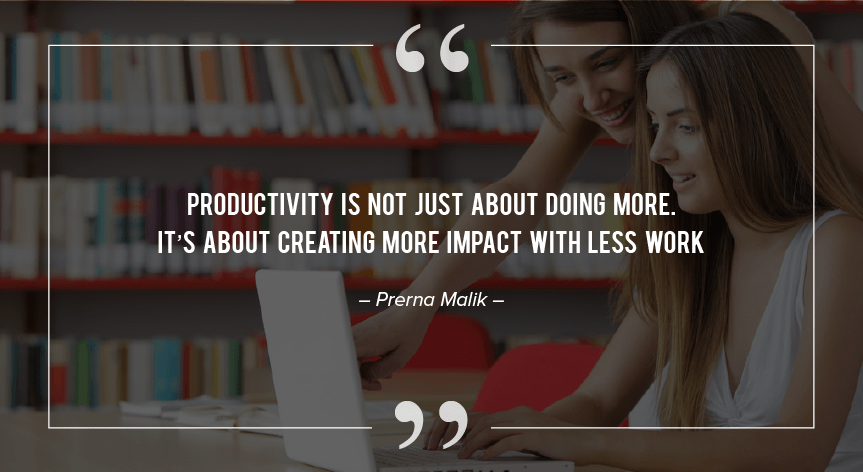 PRODUCTIVITY IS NOT JUST ABOUT DOING MORE.
IT'S ABOUT CREATING MORE IMPACT WITH LESS WORK
– Prerna Malik –